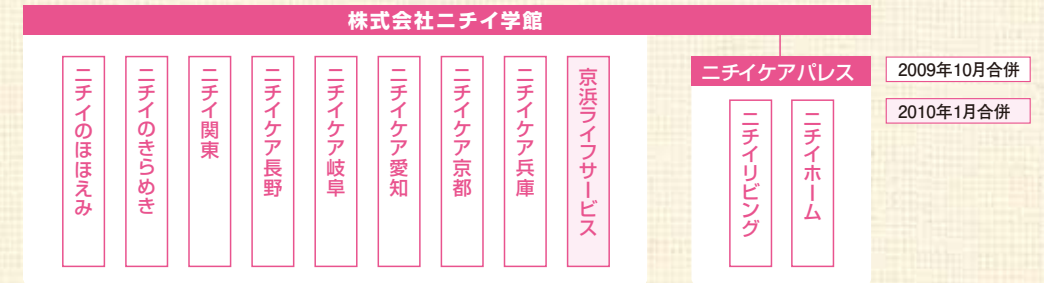 株式会社ニチイ学館
ニチイのほほえみ
ニチイのきらめき
ニチイ関東
ニチイケア長野
ニチイケア岐阜
ニチイケア愛知
ニチイケア京都
ニチイケア兵庫
京浜ライフサービス
ニチイケアパレス
ニチイリビング
ニチイホーム
2009年10月合併
2010年1月合併